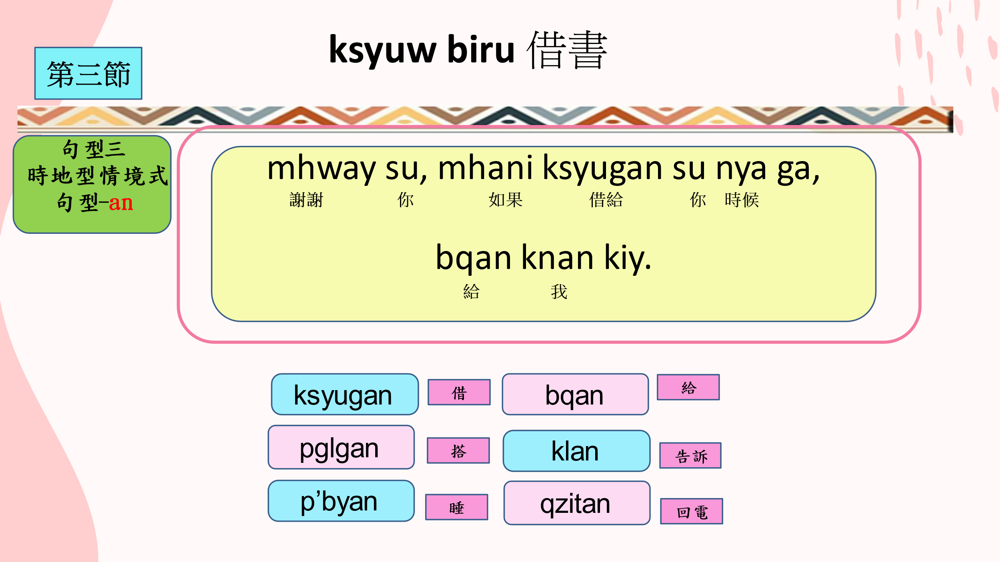 ksyuw biru 借書
第三節
句型三
時地型情境式
句型-an
mhway su, mhani ksyugan su nya ga,
謝謝 你 如果 借給 你 時候
bqan knan kiy.
給 我
ksyugan 借 bqan 給
pglgan 搭 klan 告訴
p’byan 睡 qzitan 回電